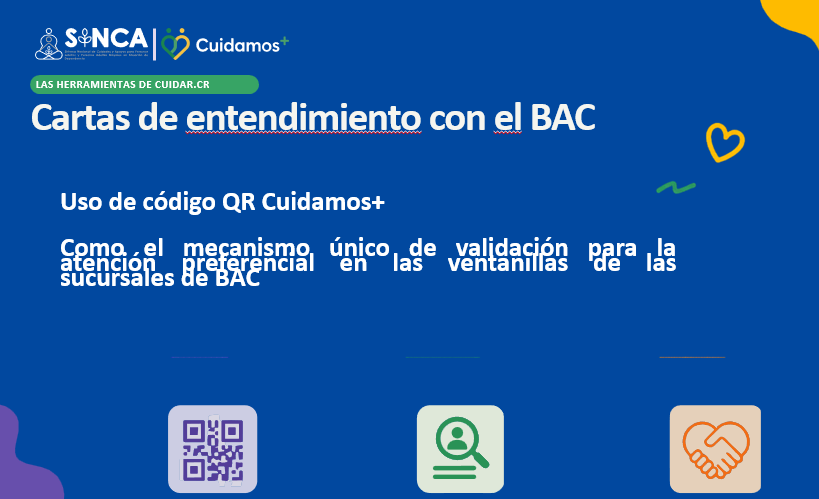 SINCA
Cuidamos+
LAS HERRAMIENTAS DE CUIDAR.CR
Cartas de entendimiento con el BAC
Uso de código QR Cuidamos+
Como el mecanismo único de validación para la
atención preferencial en las ventanillas de las
sucursales de BAC